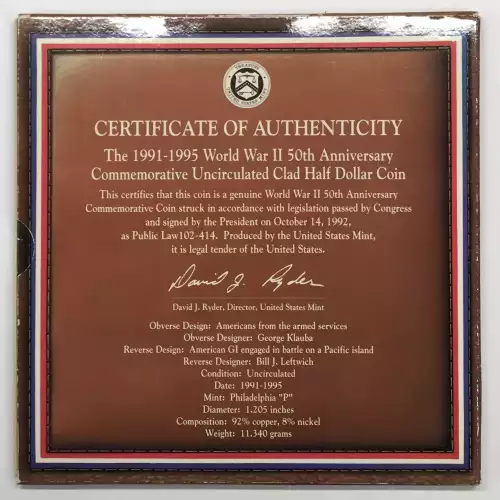 CERTIFICATE OF AUTHENTICITY
The 1991-1995 World War II 50th Anniversary
Commemorative Uncirculated Clad Half Dollar Coin
This certifies that this coin is a genuine World War II 50th Anniversary
Commemorative Coin struck in accordance with legislation passed by Congress
and signed by the President on October 14, 1992,
as Public Law102-414. Produced by the United States Mint,
it is legal tender of the United States.
David J. Ryder
David J. Ryder, Director, United States Mint
Obverse Design: Americans from the armed services
Obverse Designer: George Klauba
Reverse Design: American GI engaged in battle on a Pacific island
Reverse Designer: Bill J. Leftwich
Condition: Uncirculated
Date: 1991-1995
Mint: Philadelphia "P"
Diameter: 1.205 inches
Composition: 92% copper, 8% nickel
Weight: 11.340 grams